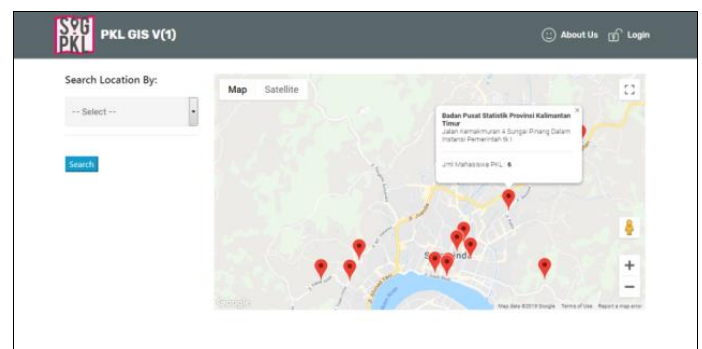 SIG
PKL
PKL GIS V(1)
About Us
Login
Search Location By:
-- Select --
Search
Map
Satellite
Badan Pusat Statistik Provinsi Kalimantan
Timur
Jalan Kemakmuran 4 Sungai Pinang Dalam
Instansi Pemerintah tk I
Jml Mahasiswa PKL : 6
Google
Map data ©2019 Google
Terms of Use
Report a map error